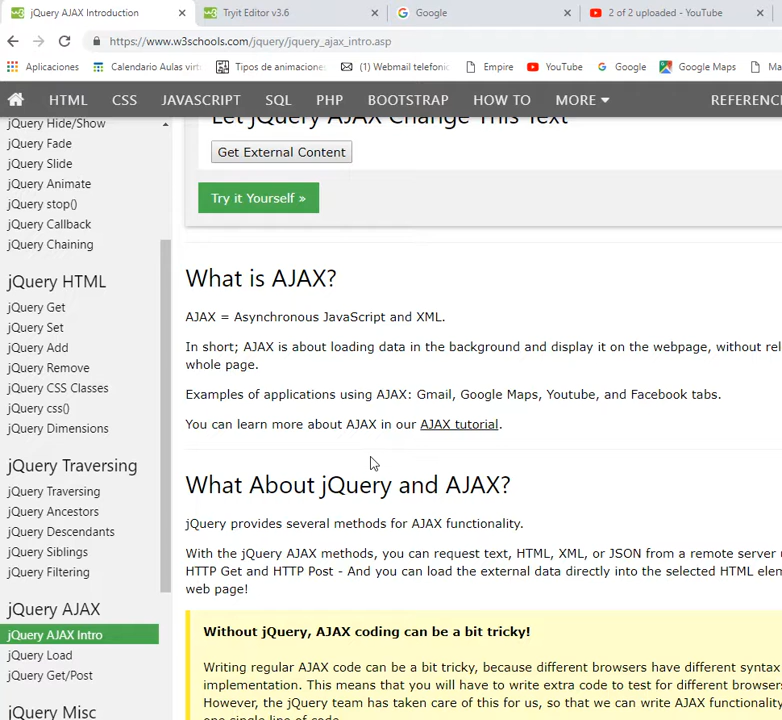 jQuery AJAX Introduction
Tryit Editor v3.6
Google
2 of 2 uploaded - YouTube
https://www.w3schools.com/jquery/jquery_ajax_intro.asp
Aplicaciones
Calendario Aulas virt
Tipos de animacione
(1) Webmail telefonic
Empire
YouTube
Google
Google Maps
Ma
HTML
CSS
JAVASCRIPT
SQL
PHP
BOOTSTRAP
HOW TO
MORE
REFERENC
jQuery Hide/Show
jQuery Fade
jQuery Slide
jQuery Animate
jQuery stop()
jQuery Callback
jQuery Chaining
jQuery HTML
jQuery Get
jQuery Set
jQuery Add
jQuery Remove
jQuery CSS Classes
jQuery css()
jQuery Dimensions
jQuery Traversing
jQuery Traversing
jQuery Ancestors
jQuery Descendants
jQuery Siblings
jQuery Filtering
jQuery AJAX
jQuery AJAX Intro
jQuery Load
jQuery Get/Post
jQuery Misc
Let jQuery AJAX Change This Text
Get External Content
Try it Yourself »
What is AJAX?
AJAX = Asynchronous JavaScript and XML.
In short; AJAX is about loading data in the background and display it on the webpage, without rel
whole page.
Examples of applications using AJAX: Gmail, Google Maps, Youtube, and Facebook tabs.
You can learn more about AJAX in our AJAX tutorial.
What About jQuery and AJAX?
jQuery provides several methods for AJAX functionality.
With the jQuery AJAX methods, you can request text, HTML, XML, or JSON from a remote server u
HTTP Get and HTTP Post - And you can load the external data directly into the selected HTML elem
web page!
Without jQuery, AJAX coding can be a bit tricky!
Writing regular AJAX code can be a bit tricky, because different browsers have different syntax
implementation. This means that you will have to write extra code to test for different browsers
However, the jQuery team has taken care of this for us, so that we can write AJAX functionality
one single line of code.